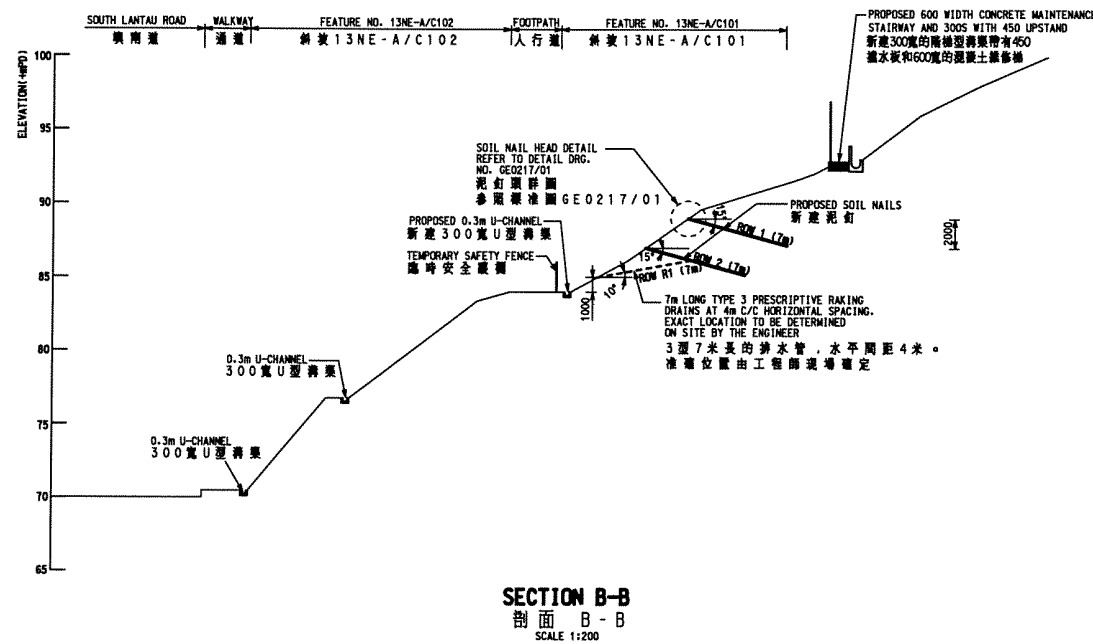 SOUTH LANTAU ROAD
嶼南道
WALKWAY
通道
FEATURE NO. 13NE-A/C102
斜坡13NE-A/C102
FOOTPATH
人行道
FEATURE NO. 13NE-A/C101
斜坡13NE-A/C101
PROPOSED 600 WIDTH CONCRETE MAINTENANCE
STAIRWAY AND 300S WITH 450 UPSTAND
新建300寬的階梯型溝渠帶有450
擋水板和600寬的混凝土維修梯
ELEVATION(+mPD)
100
95
90
85
80
75
70
65
SOIL NAIL HEAD DETAIL
REFER TO DETAIL DRG.
NO. GE0217/01
泥釘頭詳圖
參照標准圖GE0217/01
PROPOSED 0.3m U-CHANNEL
新建300寬U型溝渠
TEMPORARY SAFETY FENCE
臨時安全護欄
PROPOSED SOIL NAILS
新建泥釘
15°
ROW 1 (7m)
2000
15°
ROW 2 (7m)
10°
ROW R1 (7m)
1000
7m LONG TYPE 3 PRESCRIPTIVE RAKING
DRAINS AT 4m C/C HORIZONTAL SPACING.
EXACT LOCATION TO BE DETERMINED
ON SITE BY THE ENGINEER
3型7米長的排水管，水平間距4米。
准確位置由工程師現場確定
0.3m U-CHANNEL
300寬U型溝渠
0.3m U-CHANNEL
300寬U型溝渠
SECTION B-B
剖面 B-B
SCALE 1:200